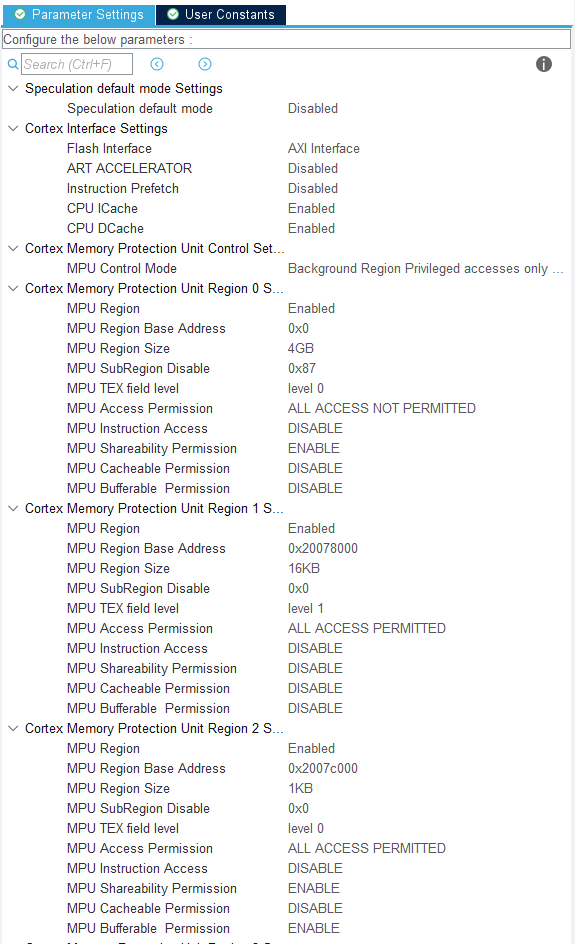 Parameter Settings User Constants
Configure the below parameters :
Search (Ctrl+F)
Speculation default mode Settings
Speculation default mode Disabled
Cortex Interface Settings
Flash Interface AXI Interface
ART ACCELERATOR Disabled
Instruction Prefetch Disabled
CPU ICache Enabled
CPU DCache Enabled
Cortex Memory Protection Unit Control Set...
MPU Control Mode Background Region Privileged accesses only ...
Cortex Memory Protection Unit Region 0 S...
MPU Region Enabled
MPU Region Base Address 0x0
MPU Region Size 4GB
MPU SubRegion Disable 0x87
MPU TEX field level level 0
MPU Access Permission ALL ACCESS NOT PERMITTED
MPU Instruction Access DISABLE
MPU Shareability Permission ENABLE
MPU Cacheable Permission DISABLE
MPU Bufferable  Permission DISABLE
Cortex Memory Protection Unit Region 1 S...
MPU Region Enabled
MPU Region Base Address 0x20078000
MPU Region Size 16KB
MPU SubRegion Disable 0x0
MPU TEX field level level 1
MPU Access Permission ALL ACCESS PERMITTED
MPU Instruction Access DISABLE
MPU Shareability Permission DISABLE
MPU Cacheable Permission DISABLE
MPU Bufferable  Permission DISABLE
Cortex Memory Protection Unit Region 2 S...
MPU Region Enabled
MPU Region Base Address 0x2007c000
MPU Region Size 1KB
MPU SubRegion Disable 0x0
MPU TEX field level level 0
MPU Access Permission ALL ACCESS PERMITTED
MPU Instruction Access DISABLE
MPU Shareability Permission ENABLE
MPU Cacheable Permission DISABLE
MPU Bufferable  Permission ENABLE